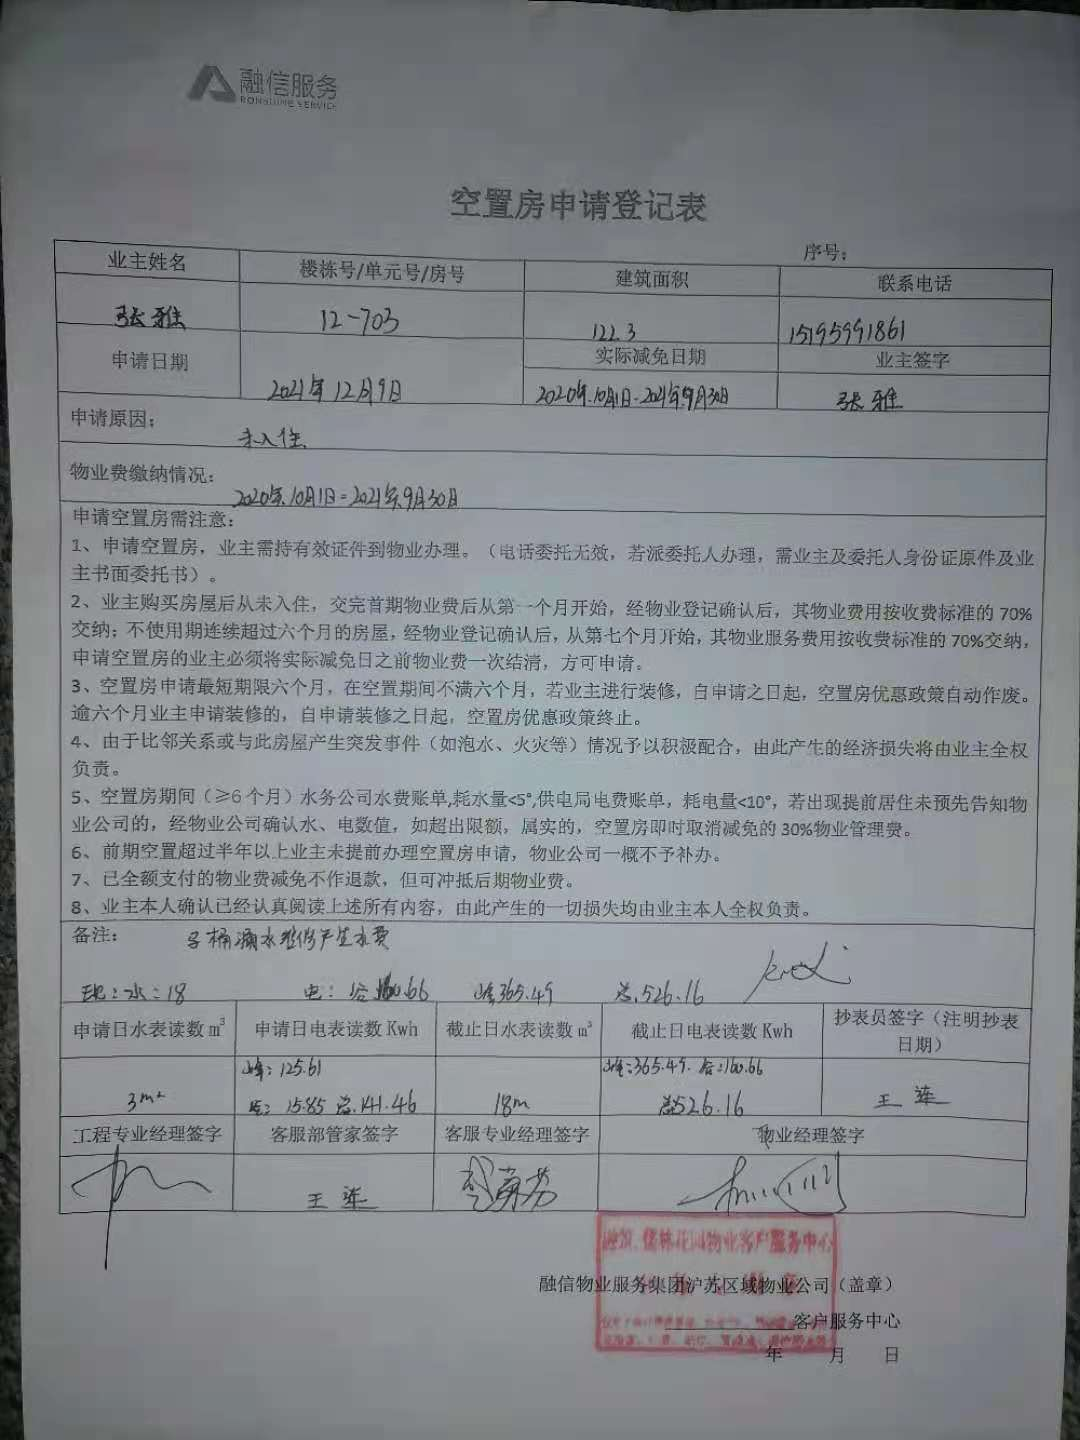 融信服务
RONSHINE SERVICE
空置房申请登记表
序号：
业主姓名 楼栋号/单元号/房号 建筑面积 联系电话
张雅 12-703 122.3 15195991861
申请日期 2021年12月9日 实际减免日期 业主签字
2020年10月1日-2021年9月30日 张雅
申请原因：
未入住
物业费缴纳情况：
2020年10月1日-2021年9月30日
申请空置房需注意：
1、申请空置房，业主需持有效证件到物业办理。（电话委托无效，若派委托人办理，需业主及委托人身份证原件及业
主书面委托书）。
2、业主购买房屋后从未入住，交完首期物业费后从第一个月开始，经物业登记确认后，其物业费用按收费标准的70%
交纳；不使用期连续超过六个月的房屋，经物业登记确认后，从第七个月开始，其物业服务费用按收费标准的70%交纳，
申请空置房的业主必须将实际减免日之前物业费一次结清，方可申请。
3、空置房申请最短期限六个月，在空置期间不满六个月，若业主进行装修，自申请之日起，空置房优惠政策自动作废。
逾六个月业主申请装修的，自申请装修之日起，空置房优惠政策终止。
4、由于比邻关系或与此房屋产生突发事件（如泡水、火灾等）情况予以积极配合，由此产生的经济损失将由业主全权
负责。
5、空置房期间（≥6个月）水务公司水费账单,耗水量<5°,供电局电费账单，耗电量<10°，若出现提前居住未预先告知物
业公司的，经物业公司确认水、电数值，如超出限额，属实的，空置房即时取消减免的30%物业管理费。
6、前期空置超过半年以上业主未提前办理空置房申请，物业公司一概不予补办。
7、已全额支付的物业费减免不作退款，但可冲抵后期物业费。
8、业主本人确认已经认真阅读上述所有内容，由此产生的一切损失均由业主本人全权负责。
备注： 漏水维修产生水费
现：水：18 电：谷160.66 峰365.49 总.526.16
申请日水表读数m³ 申请日电表读数Kwh 截止日水表读数m³ 截止日电表读数Kwh 抄表员签字（注明抄表
日期）
峰：125.61 峰：365.49. 谷：160.66
3m² 谷：15.85 总.141.46 18m 总526.16 王莲
工程专业经理签字 客服部管家签字 客服专业经理签字 物业经理签字
王莲
儒林花园物业客户服务中心
融信物业服务集团沪苏区域物业公司（盖章）
客户服务中心
年 月 日